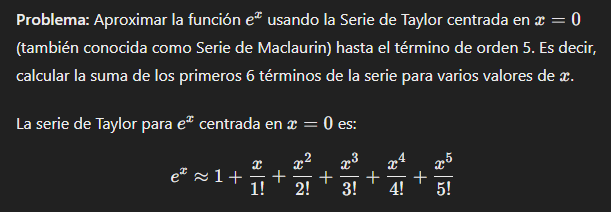 Problema: Aproximar la función e^x usando la Serie de Taylor centrada en x = 0
(también conocida como Serie de Maclaurin) hasta el término de orden 5. Es decir,
calcular la suma de los primeros 6 términos de la serie para varios valores de x.
La serie de Taylor para e^x centrada en x = 0 es:
e^x ≈ 1 + x/1! + x^2/2! + x^3/3! + x^4/4! + x^5/5!